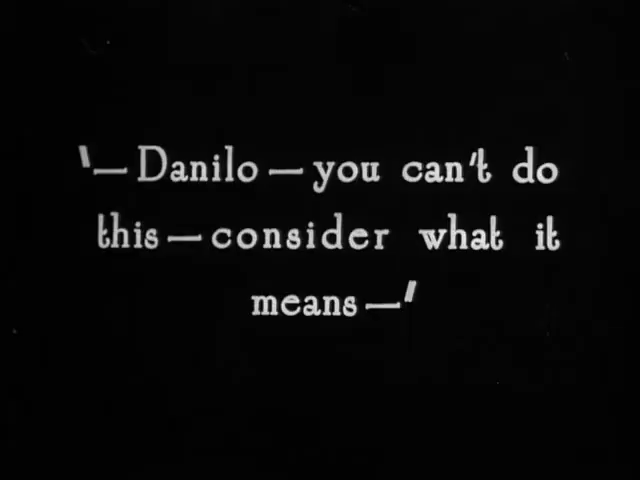 "—Danilo—you can't do
this—consider what it
means—"